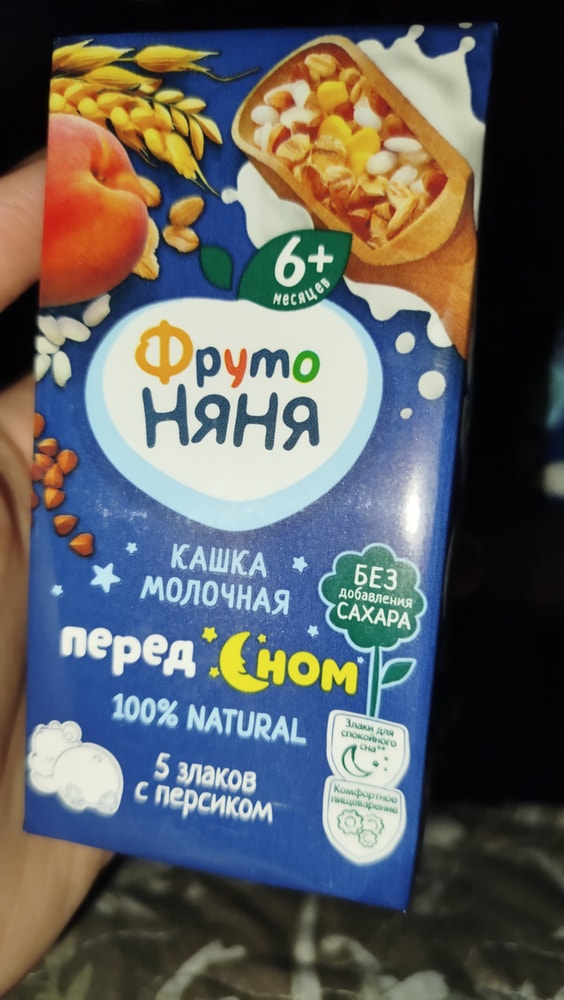 6+
месяцев
Фруто
НЯНЯ
КАШКА
МОЛОЧНАЯ
перед сном
БЕЗ
добавления
САХАРА
100% NATURAL
5 злаков
с персиком
Злаки для
спокойного
сна**
Комфортное
пищеварение